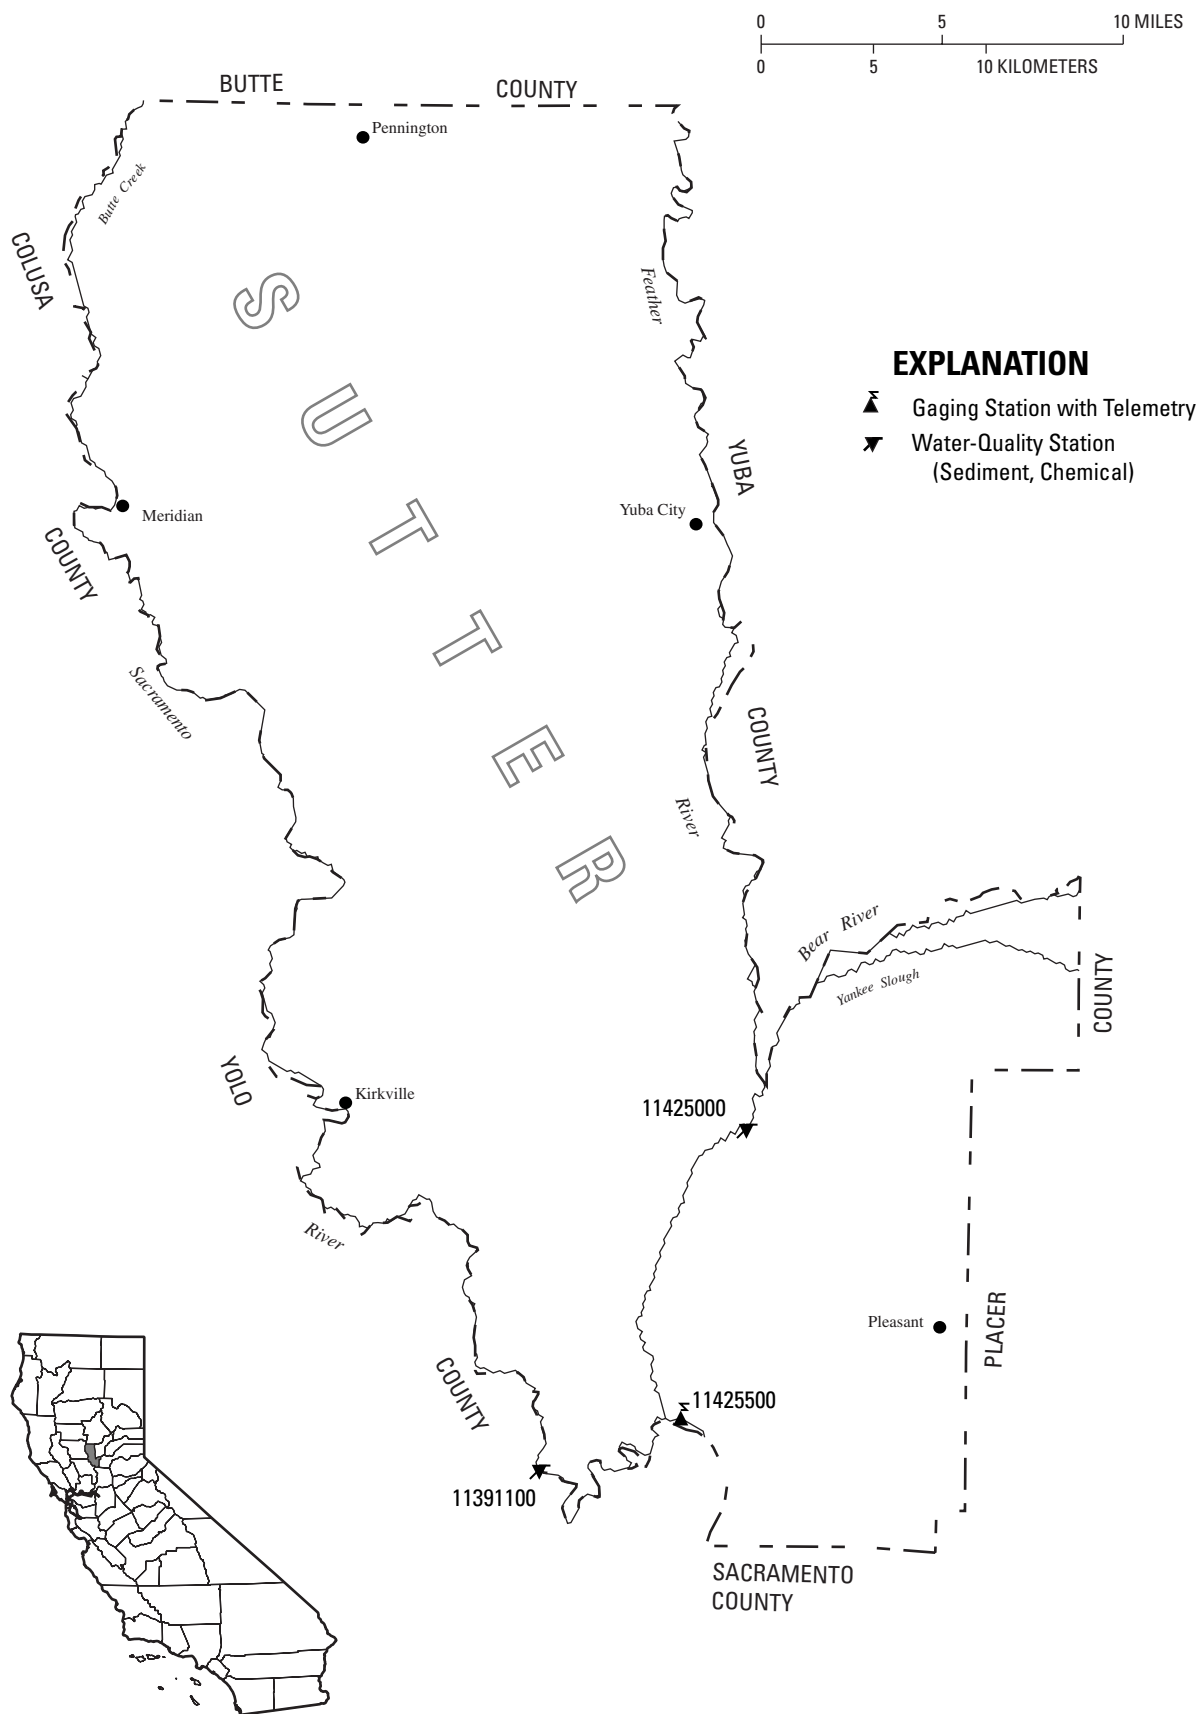 0 5 10 MILES
0 5 10 KILOMETERS
BUTTE COUNTY
Pennington
Butte Creek
COLUSA
Feather
SUTTER
EXPLANATION
Gaging Station with Telemetry
Water-Quality Station
(Sediment, Chemical)
YUBA
Meridian
Yuba City
COUNTY
Sacramento
COUNTY
River
Bear River
Yankee Slough
COUNTY
YOLO
Kirkville
11425000
River
PLACER
Pleasant
COUNTY
11425500
11391100
SACRAMENTO
COUNTY